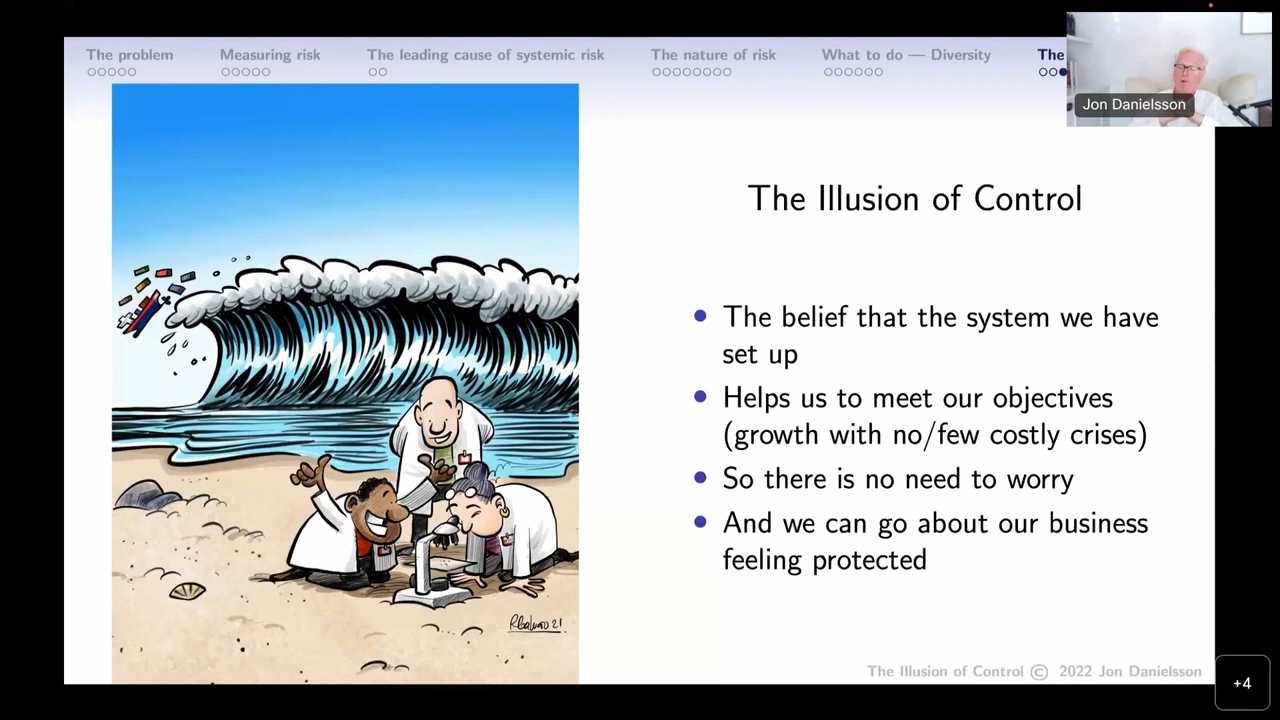 The problem
Measuring risk
The leading cause of systemic risk
The nature of risk
What to do — Diversity
The
Jon Danielsson
The Illusion of Control
The belief that the system we have
set up
Helps us to meet our objectives
(growth with no/few costly crises)
So there is no need to worry
And we can go about our business
feeling protected
The Illusion of Control © 2022 Jon Danielsson
+4